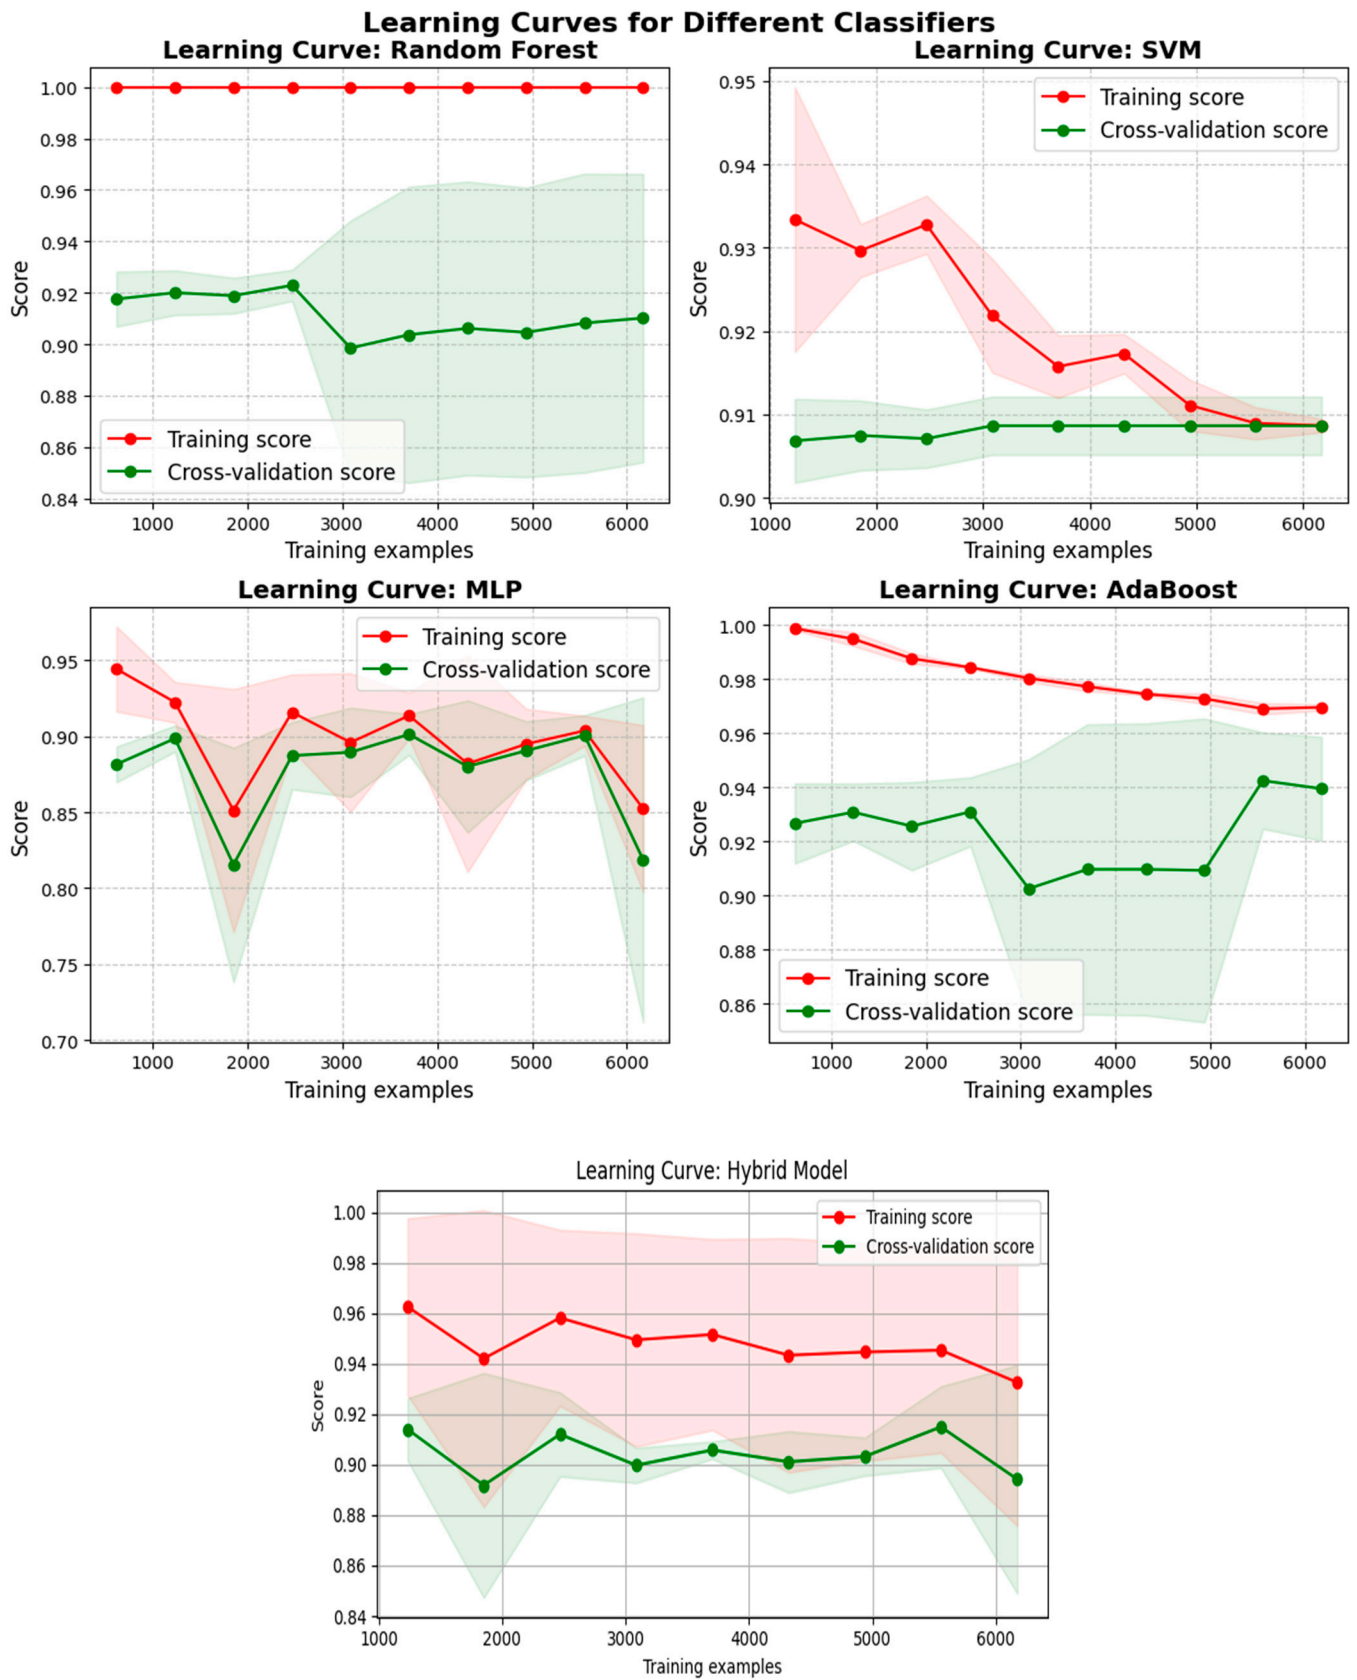 Learning Curves for Different Classifiers
Learning Curve: Random Forest
1.00
0.98
0.96
0.94
0.92
0.90
0.88
0.86
0.84
Score
Training score
Cross-validation score
1000 2000 3000 4000 5000 6000
Training examples
Learning Curve: SVM
0.95
0.94
0.93
0.92
0.91
0.90
Score
Training score
Cross-validation score
1000 2000 3000 4000 5000 6000
Training examples
Learning Curve: MLP
0.95
0.90
0.85
0.80
0.75
0.70
Score
Training score
Cross-validation score
1000 2000 3000 4000 5000 6000
Training examples
Learning Curve: AdaBoost
1.00
0.98
0.96
0.94
0.92
0.90
0.88
0.86
Score
Training score
Cross-validation score
1000 2000 3000 4000 5000 6000
Training examples
Learning Curve: Hybrid Model
1.00
0.98
0.96
0.94
0.92
0.90
0.88
0.86
0.84
Score
Training score
Cross-validation score
1000 2000 3000 4000 5000 6000
Training examples